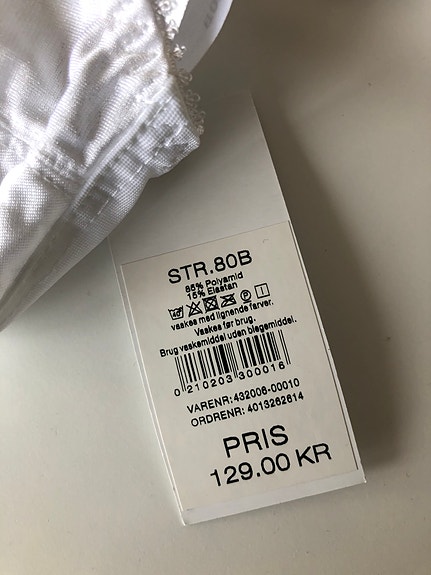 STR.80B
85% Polyamid
15% Elastan
40 P I
vaskes med lignende farver.
Vaskes før brug.
Brug vaskemiddel uden blegemiddel.
0 210203 300016
VARENR:432006-00010
ORDRENR: 4013262614
PRIS
129.00 KR